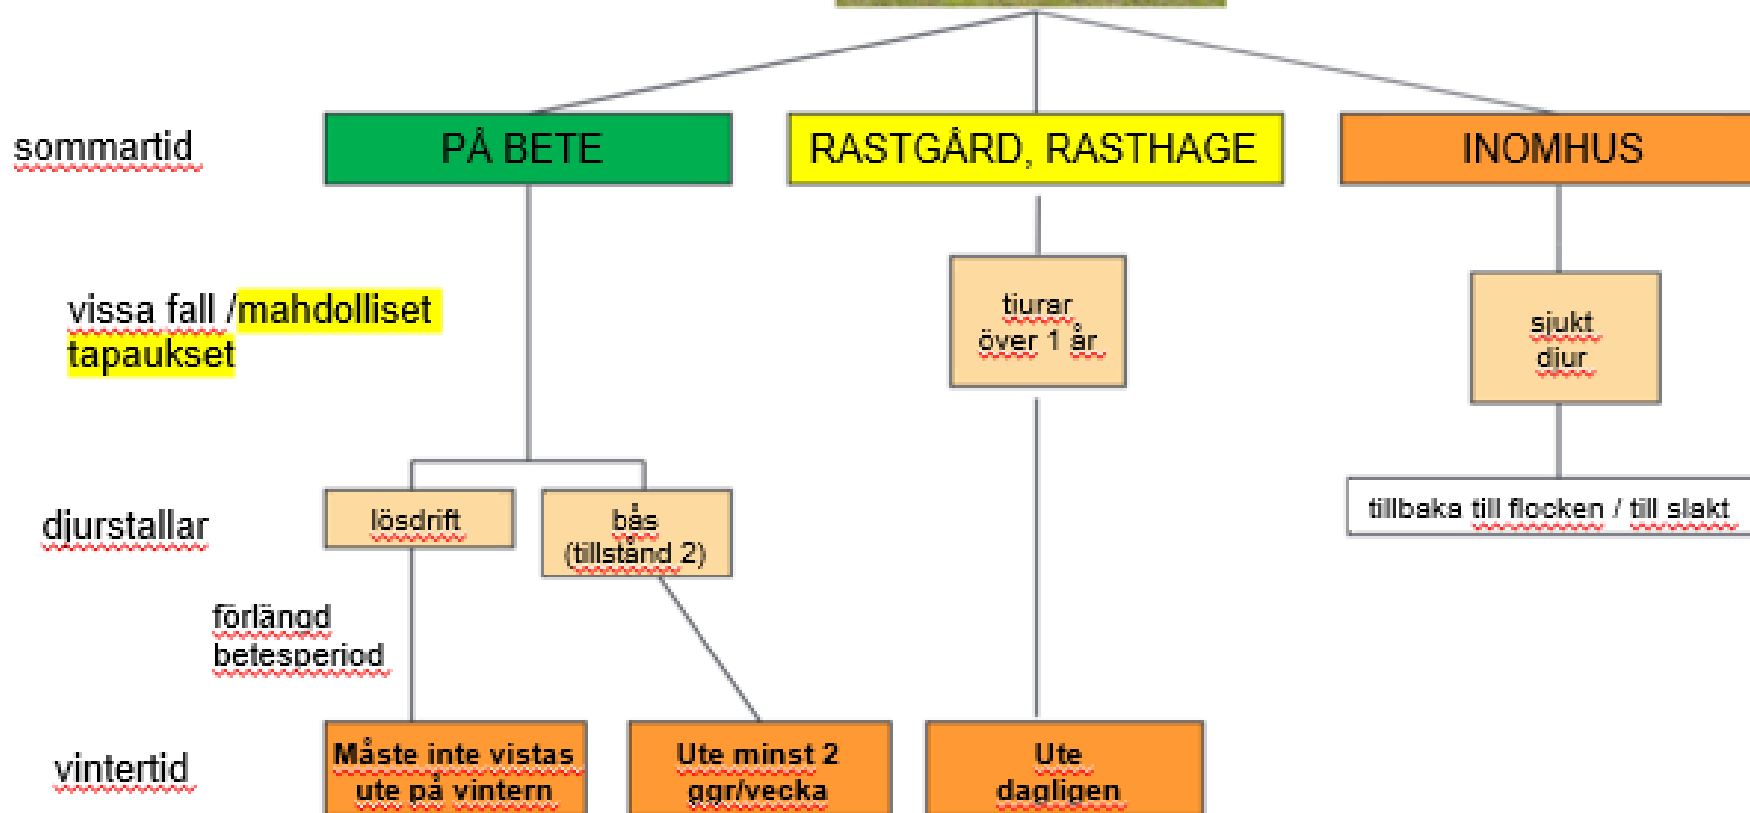 sommartid
PÅ BETE
RASTGÅRD, RASTHAGE
INOMHUS
vissa fall /mahdolliset
tapaukset
tiurar
över 1 år
sjukt
djur
djurstallar
lösdrift
bås
(tillstånd 2)
tillbaka till flocken / till slakt
förlängd
betesperiod
vintertid
Måste inte vistas
ute på vintern
Ute minst 2
ggr/vecka
Ute
dagligen